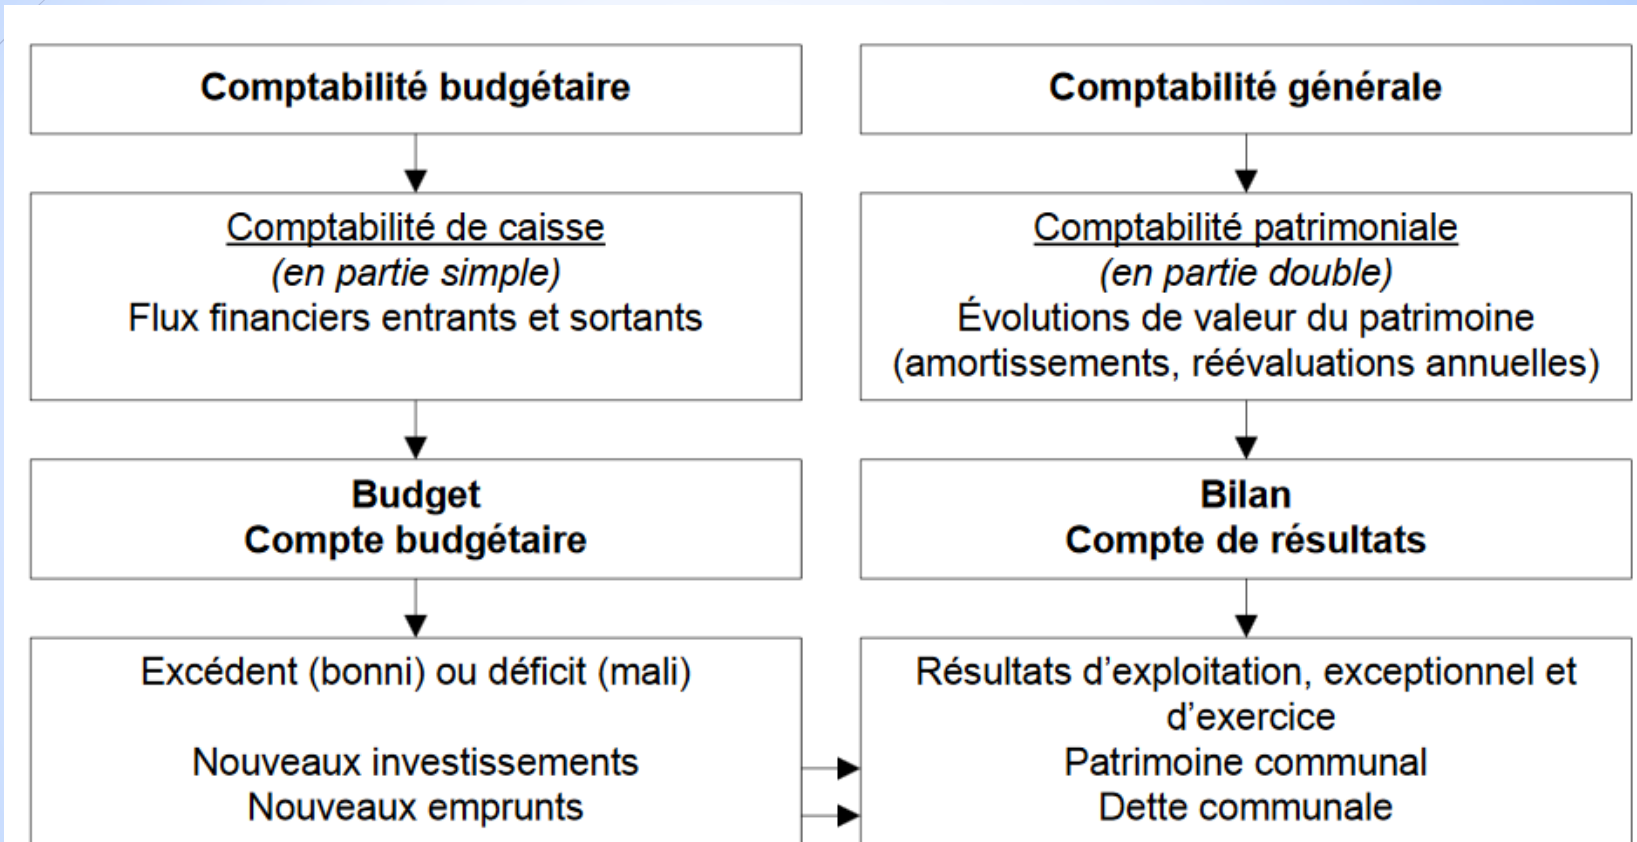 Comptabilité budgétaire
Comptabilité de caisse
(en partie simple)
Flux financiers entrants et sortants
Budget
Compte budgétaire
Excédent (bonni) ou déficit (mali)
Nouveaux investissements
Nouveaux emprunts
Comptabilité générale
Comptabilité patrimoniale
(en partie double)
Évolutions de valeur du patrimoine
(amortissements, réévaluations annuelles)
Bilan
Compte de résultats
Résultats d’exploitation, exceptionnel et
d’exercice
Patrimoine communal
Dette communale